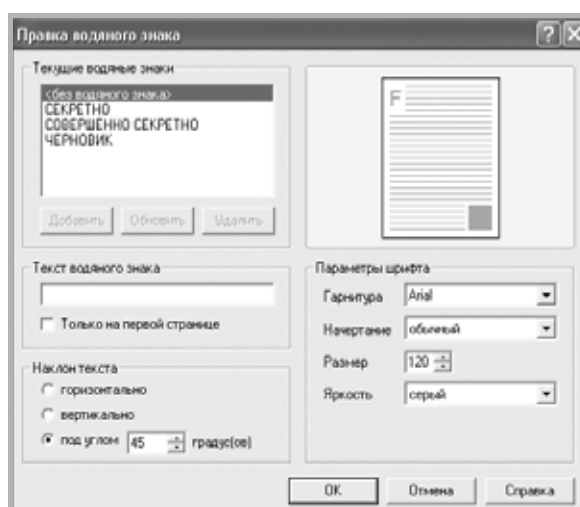 Правка водяного знака
Текущие водяные знаки
<без водяного знака>
СЕКРЕТНО
СОВЕРШЕННО СЕКРЕТНО
ЧЕРНОВИК
Добавить Обновить Удалить
F
Текст водяного знака
Только на первой странице
Наклон текста
горизонтально
вертикально
под углом 45 градус(ов)
Параметры шрифта
Гарнитура Arial
Начертание обычный
Размер 120
Яркость серый
OK Отмена Справка